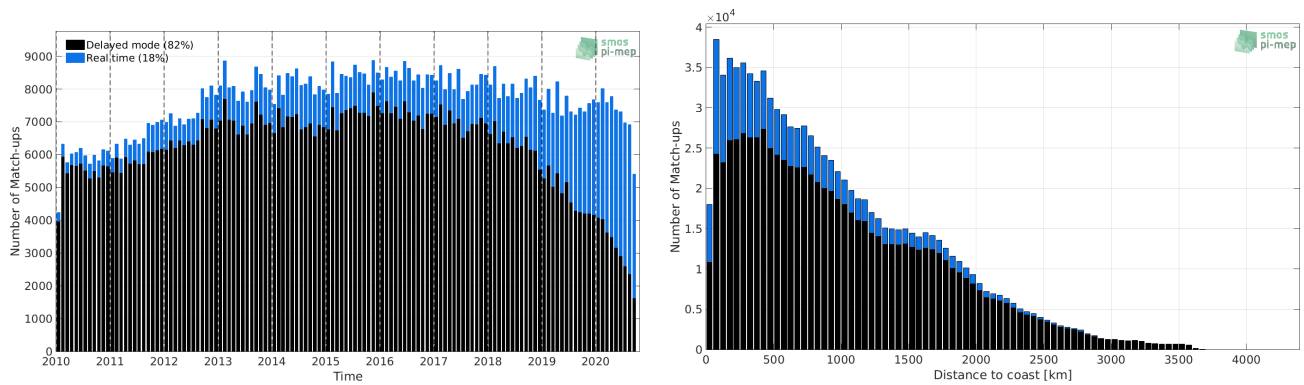 Delayed mode (82%)
Real time (18%)
smos
pi-mep
Number of Match-ups
9000
8000
7000
6000
5000
4000
3000
2000
1000
0
2010 2011 2012 2013 2014 2015 2016 2017 2018 2019 2020
Time
×10⁴
smos
pi-mep
Number of Match-ups
4
3.5
3
2.5
2
1.5
1
0.5
0
0 500 1000 1500 2000 2500 3000 3500 4000
Distance to coast [km]